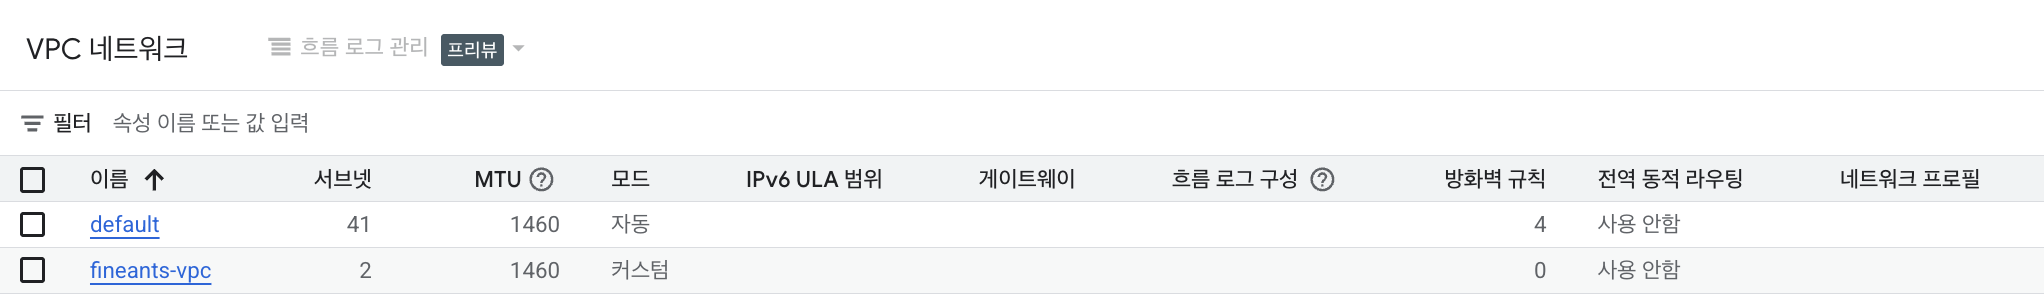 VPC 네트워크 흐름 로그 관리 프리뷰
필터 속성 이름 또는 값 입력
이름 서브넷 MTU 모드 IPv6 ULA 범위 게이트웨이 흐름 로그 구성 방화벽 규칙 전역 동적 라우팅 네트워크 프로필
default 41 1460 자동 4 사용 안함
fineants-vpc 2 1460 커스텀 0 사용 안함